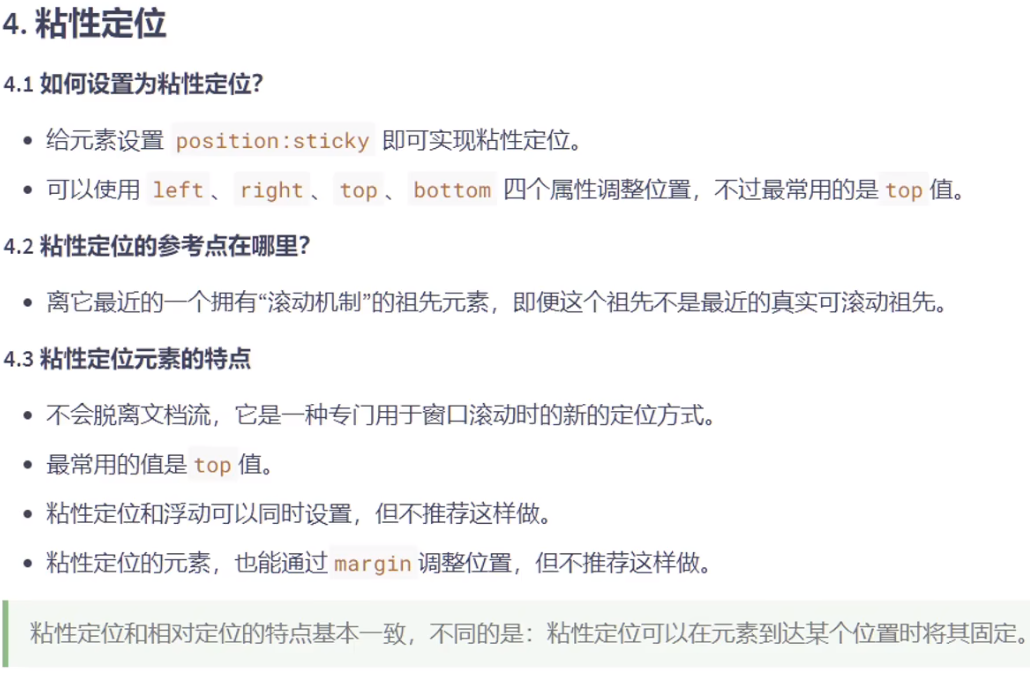 4. 粘性定位
4.1 如何设置为粘性定位？
• 给元素设置 position:sticky 即可实现粘性定位。
• 可以使用 left 、 right 、 top 、 bottom 四个属性调整位置，不过最常用的是 top 值。
4.2 粘性定位的参考点在哪里？
• 离它最近的一个拥有“滚动机制”的祖先元素，即便这个祖先不是最近的真实可滚动祖先。
4.3 粘性定位元素的特点
• 不会脱离文档流，它是一种专门用于窗口滚动时的新的定位方式。
• 最常用的值是 top 值。
• 粘性定位和浮动可以同时设置，但不推荐这样做。
• 粘性定位的元素，也能通过 margin 调整位置，但不推荐这样做。
粘性定位和相对定位的特点基本一致，不同的是：粘性定位可以在元素到达某个位置时将其固定。